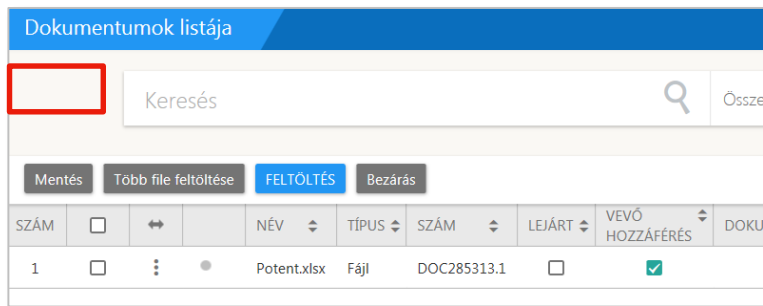 Dokumentumok listája
Keresés Össze
Mentés Több file feltöltése FELTÖLTÉS Bezárás
SZÁM NÉV TÍPUS SZÁM LEJÁRT VEVŐ HOZZÁFÉRÉS DOKU
1 Potent.xlsx Fájl DOC285313.1